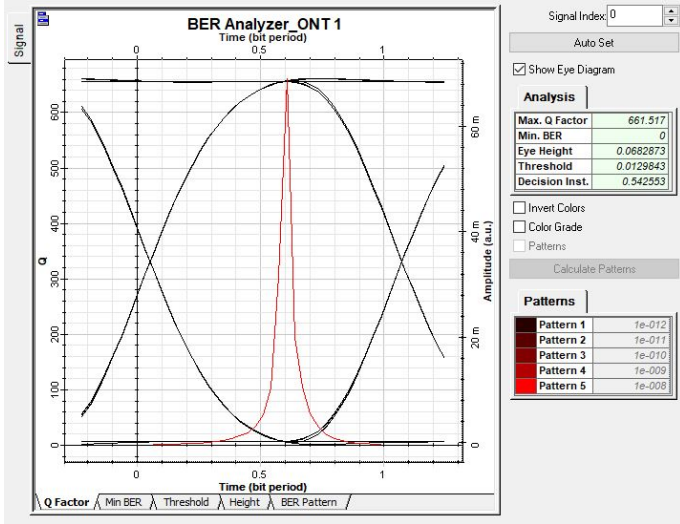 Signal
BER Analyzer_ONT 1
Time (bit period)
0 0.5 1
Q
600
500
400
300
200
100
0
Amplitude (a.u.)
60 m
40 m
20 m
0
0 0.5 1
Time (bit period)
Q Factor Min BER Threshold Height BER Pattern
Signal Index: 0
Auto Set
Show Eye Diagram
Analysis
Max. Q Factor 661.517
Min. BER 0
Eye Height 0.0682873
Threshold 0.0129843
Decision Inst. 0.542553
Invert Colors
Color Grade
Patterns
Calculate Patterns
Patterns
Pattern 1 1e-012
Pattern 2 1e-011
Pattern 3 1e-010
Pattern 4 1e-009
Pattern 5 1e-008